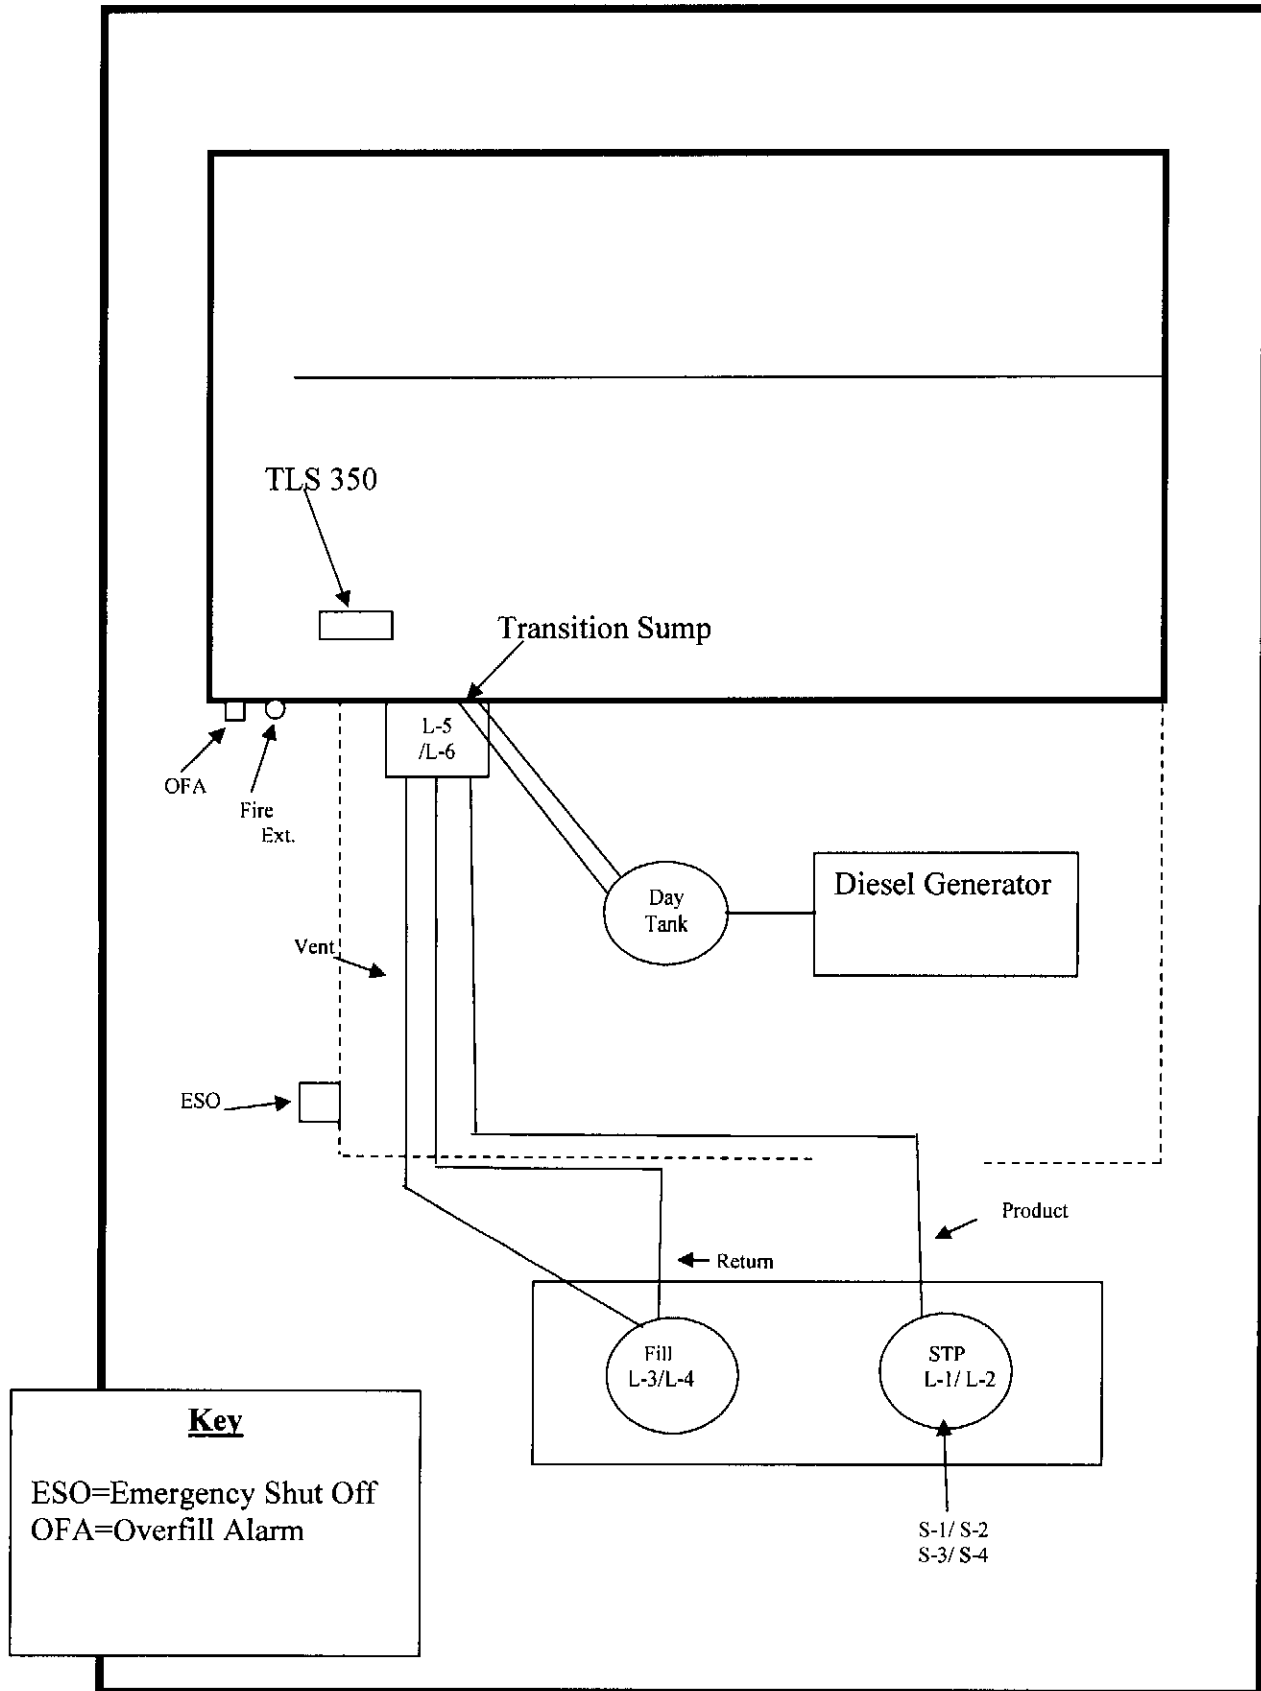 TLS 350
Transition Sump
L-5
/L-6
OFA
Fire
Ext.
Day
Tank
Diesel Generator
Vent
ESO
Product
Return
Fill
L-3/L-4
STP
L-1/ L-2
Key
ESO=Emergency Shut Off
OFA=Overfill Alarm
S-1/ S-2
S-3/ S-4